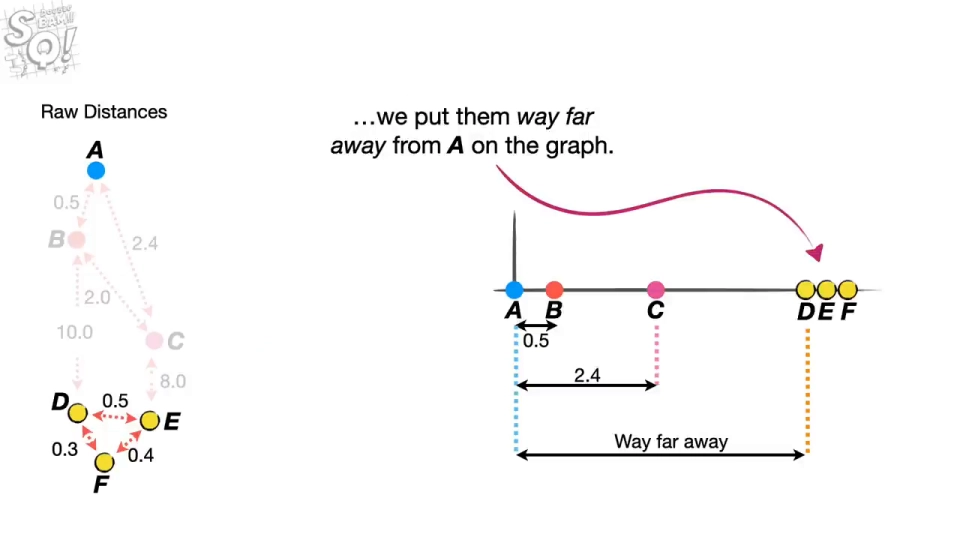 SQ!
Raw Distances
…we put them way far
away from A on the graph.
A
0.5
B
2.4
2.0
10.0
C
8.0
D
0.5
E
0.3
0.4
F
A B C D E F
0.5
2.4
Way far away